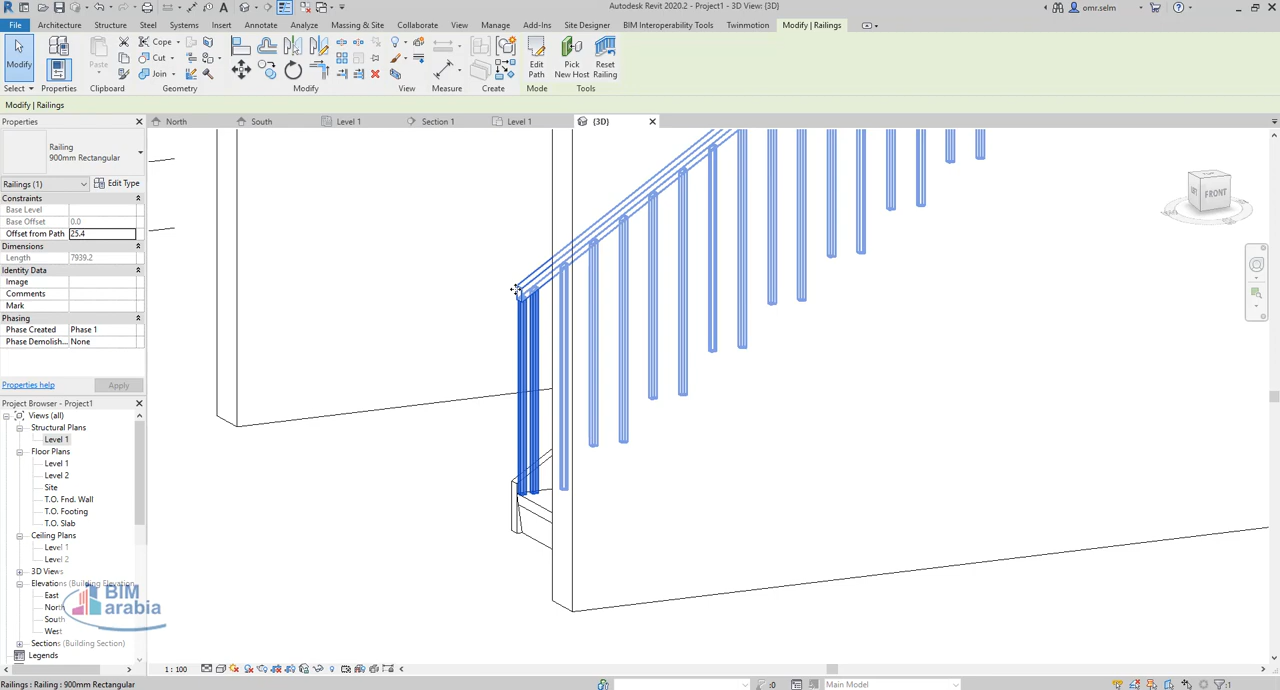 Autodesk Revit 2020.2 - Project1 - 3D View: {3D}
omr.selm
File Architecture Structure Steel Systems Insert Annotate Analyze Massing & Site Collaborate View Manage Add-Ins Site Designer BIM Interoperability Tools Twinmotion Modify | Railings
Modify Paste Cope Cut Join Edit Path Pick New Host Reset Railing
Select Properties Clipboard Geometry Modify View Measure Create Mode Tools
Modify | Railings
Properties
North South Level 1 Section 1 Level 1 {3D}
Railing
900mm Rectangular
Railings (1) Edit Type
Constraints
Base Level
Base Offset 0.0
Offset from Path 25.4
Dimensions
Length 7939.2
Identity Data
Image
Comments
Mark
Phasing
Phase Created Phase 1
Phase Demolish... None
Properties help Apply
Project Browser - Project1
Views (all)
Structural Plans
Level 1
Floor Plans
Level 1
Level 2
Site
T.O. Fnd. Wall
T.O. Footing
T.O. Slab
Ceiling Plans
Level 1
Level 2
3D Views
Elevations (Building Elevation
East
North
South
West
Sections (Building Section)
Legends
BIM
arabia
LEFT FRONT
1 : 100
Railings : Railing : 900mm Rectangular :0 Main Model :1